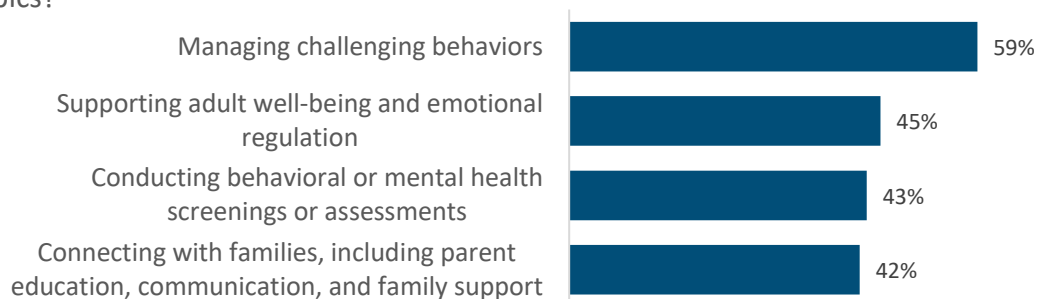 Managing challenging behaviors
59%
Supporting adult well-being and emotional
regulation
45%
Conducting behavioral or mental health
screenings or assessments
43%
Connecting with families, including parent
education, communication, and family support
42%